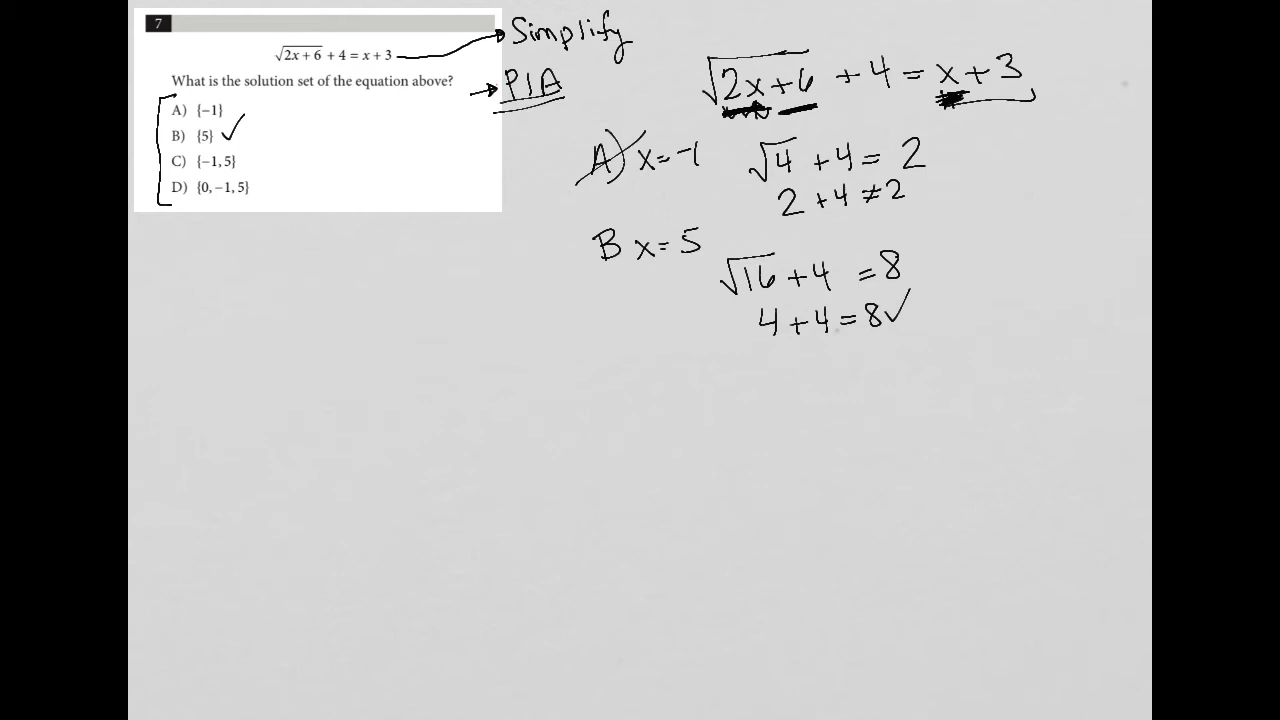 7
√2x+6 + 4 = x + 3
What is the solution set of the equation above?
A) {−1}
B) {5} ✓
C) {−1, 5}
D) {0, −1, 5}
Simplify
PIA
√2x+6 + 4 = x + 3
A) x = -1
√4 + 4 = 2
2 + 4 ≠ 2
B x = 5
√16 + 4 = 8
4 + 4 = 8 ✓